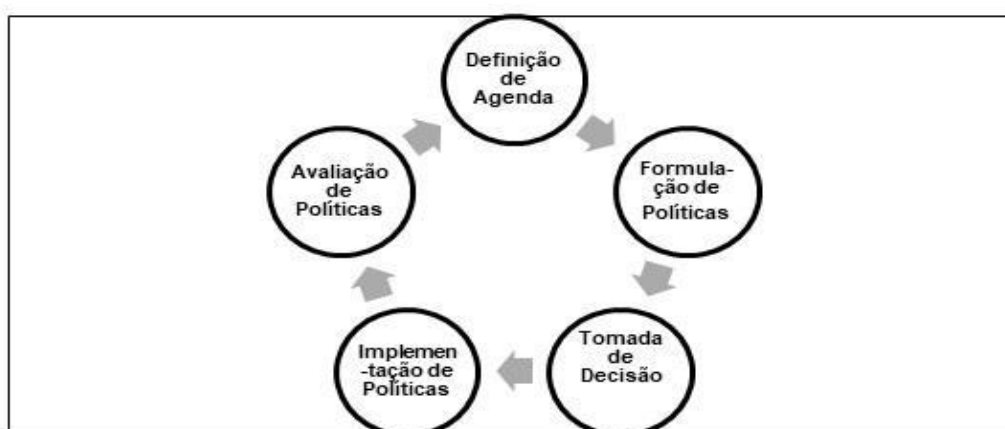 Definição
de
Agenda
Formula-
ção de
Políticas
Tomada
de
Decisão
Implemen
-tação de
Políticas
Avaliação
de
Políticas